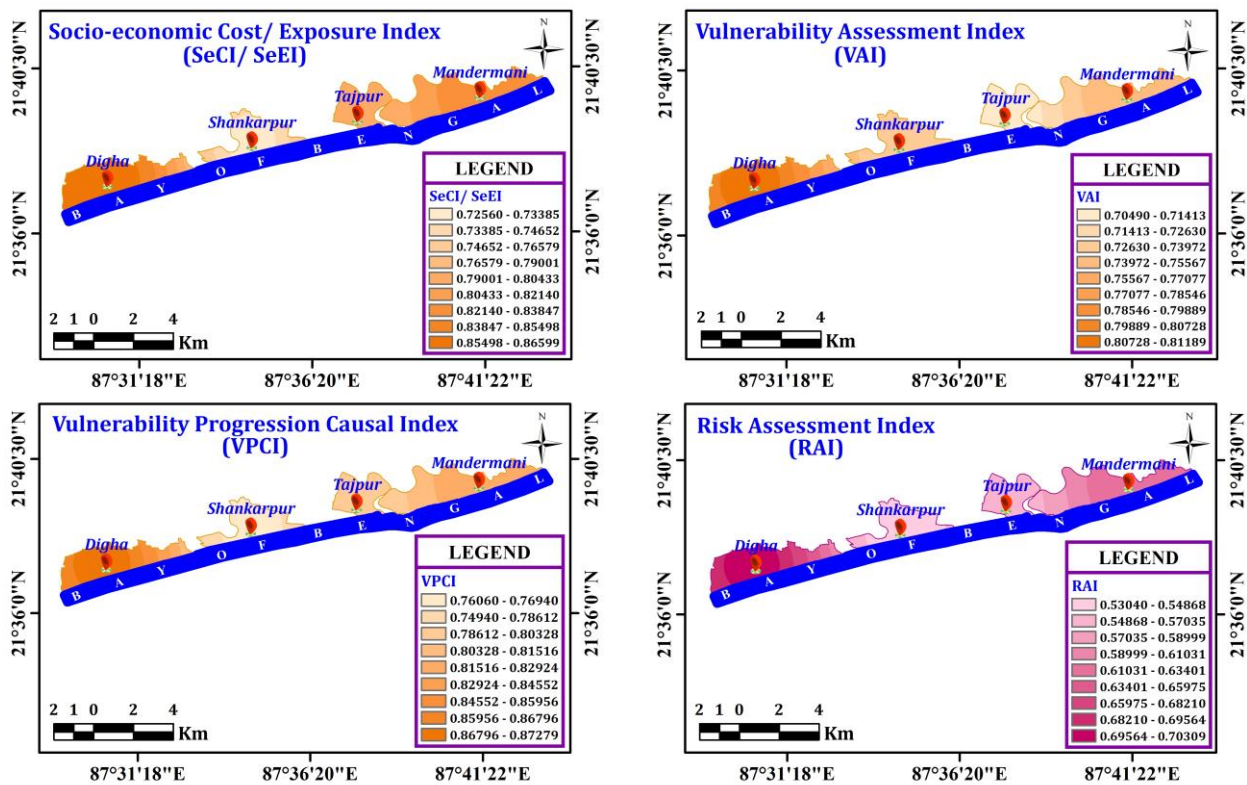 Socio-economic Cost/ Exposure Index
(SeCI/ SeEI)
N
21°40'30"N
21°40'30"N
Mandermani
Tajpur
Shankarpur
Digha
BAY OF BENGAL
21°36'0"N
21°36'0"N
LEGEND
SeCI/ SeEI
0.72560 - 0.73385
0.73385 - 0.74652
0.74652 - 0.76579
0.76579 - 0.79001
0.79001 - 0.80433
0.80433 - 0.82140
0.82140 - 0.83847
0.83847 - 0.85498
0.85498 - 0.86599
2 1 0 2 4
Km
87°31'18"E 87°36'20"E 87°41'22"E
Vulnerability Assessment Index
(VAI)
N
21°40'30"N
21°40'30"N
Mandermani
Tajpur
Shankarpur
Digha
BAY OF BENGAL
21°36'0"N
21°36'0"N
LEGEND
VAI
0.70490 - 0.71413
0.71413 - 0.72630
0.72630 - 0.73972
0.73972 - 0.75567
0.75567 - 0.77077
0.77077 - 0.78546
0.78546 - 0.79889
0.79889 - 0.80728
0.80728 - 0.81189
2 1 0 2 4
Km
87°31'18"E 87°36'20"E 87°41'22"E
Vulnerability Progression Causal Index
(VPCI)
N
21°40'30"N
21°40'30"N
Mandermani
Tajpur
Shankarpur
Digha
BAY OF BENGAL
21°36'0"N
21°36'0"N
LEGEND
VPCI
0.76060 - 0.76940
0.74940 - 0.78612
0.78612 - 0.80328
0.80328 - 0.81516
0.81516 - 0.82924
0.82924 - 0.84552
0.84552 - 0.85956
0.85956 - 0.86796
0.86796 - 0.87279
2 1 0 2 4
Km
87°31'18"E 87°36'20"E 87°41'22"E
Risk Assessment Index
(RAI)
N
21°40'30"N
21°40'30"N
Mandermani
Tajpur
Shankarpur
Digha
BAY OF BENGAL
21°36'0"N
21°36'0"N
LEGEND
RAI
0.53040 - 0.54868
0.54868 - 0.57035
0.57035 - 0.58999
0.58999 - 0.61031
0.61031 - 0.63401
0.63401 - 0.65975
0.65975 - 0.68210
0.68210 - 0.69564
0.69564 - 0.70309
2 1 0 2 4
Km
87°31'18"E 87°36'20"E 87°41'22"E